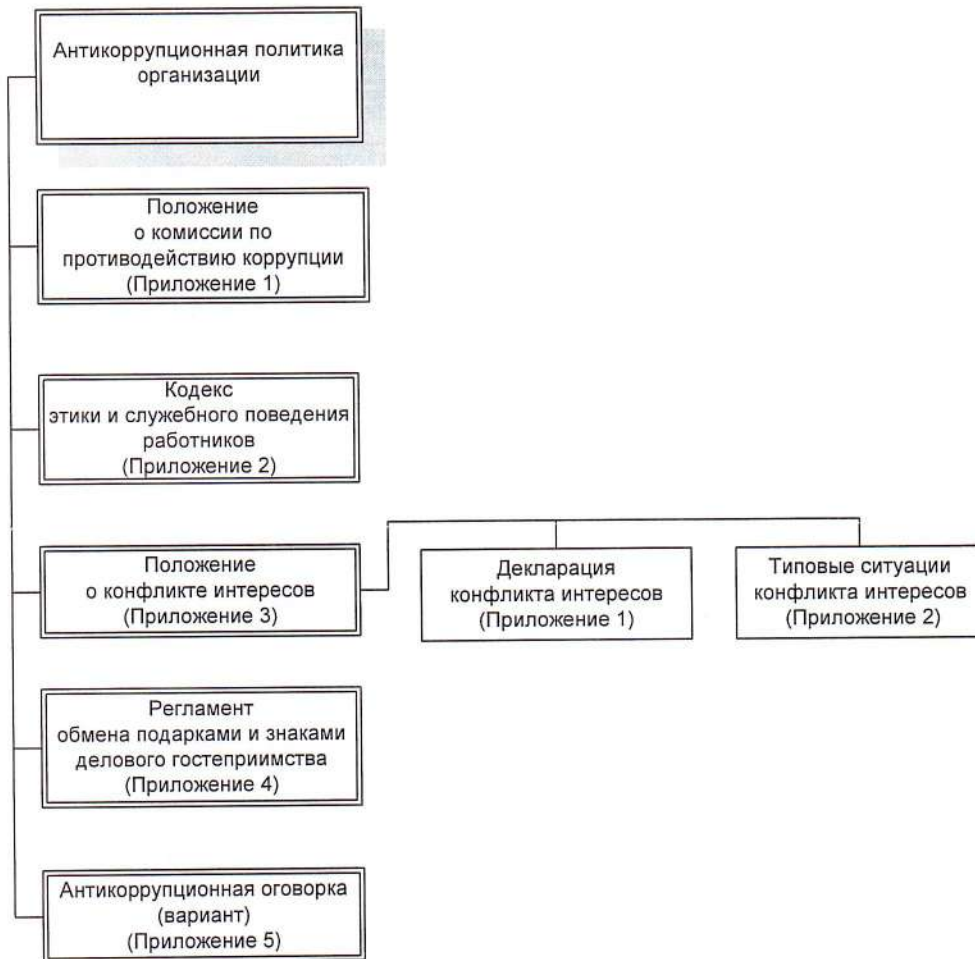 Антикоррупционная политика
организации
Положение
о комиссии по
противодействию коррупции
(Приложение 1)
Кодекс
этики и служебного поведения
работников
(Приложение 2)
Положение
о конфликте интересов
(Приложение 3)
Декларация
конфликта интересов
(Приложение 1)
Типовые ситуации
конфликта интересов
(Приложение 2)
Регламент
обмена подарками и знаками
делового гостеприимства
(Приложение 4)
Антикоррупционная оговорка
(вариант)
(Приложение 5)